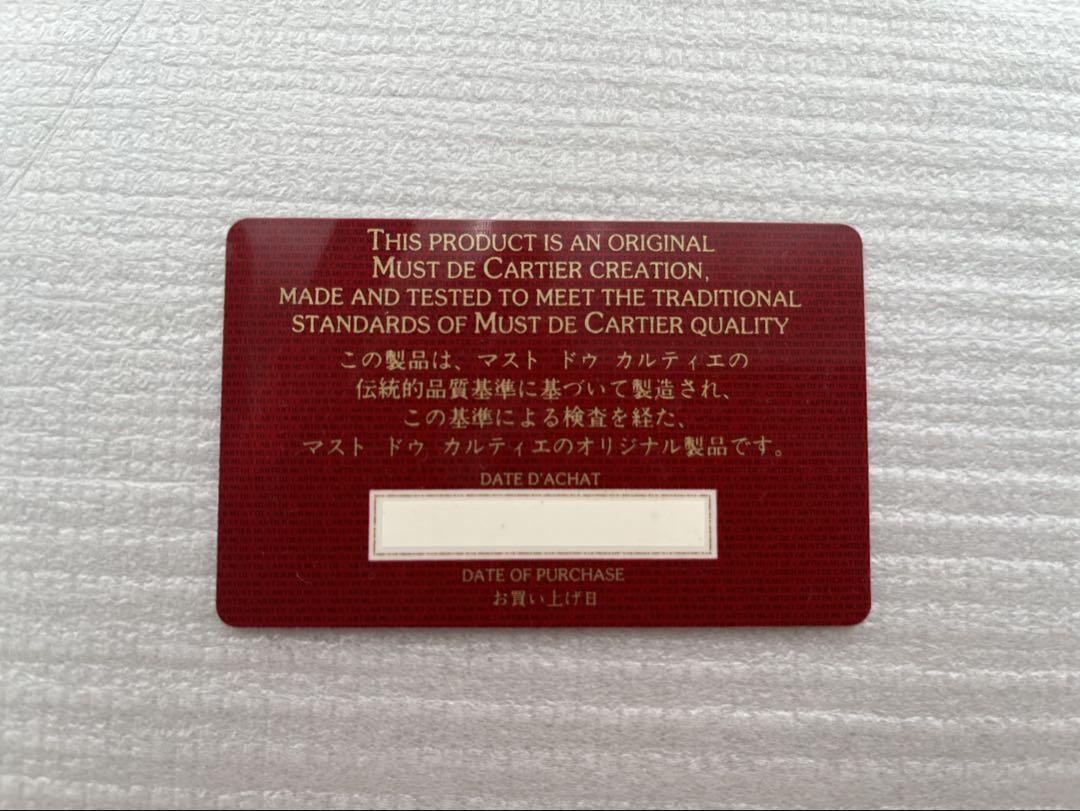 THIS PRODUCT IS AN ORIGINAL
MUST DE CARTIER CREATION,
MADE AND TESTED TO MEET THE TRADITIONAL
STANDARDS OF MUST DE CARTIER QUALITY
この製品は、マスト ドゥ カルティエの
伝統的品質基準に基づいて製造され、
この基準による検査を経た、
マスト ドゥ カルティエのオリジナル製品です。
DATE D'ACHAT
DATE OF PURCHASE
お買い上げ日